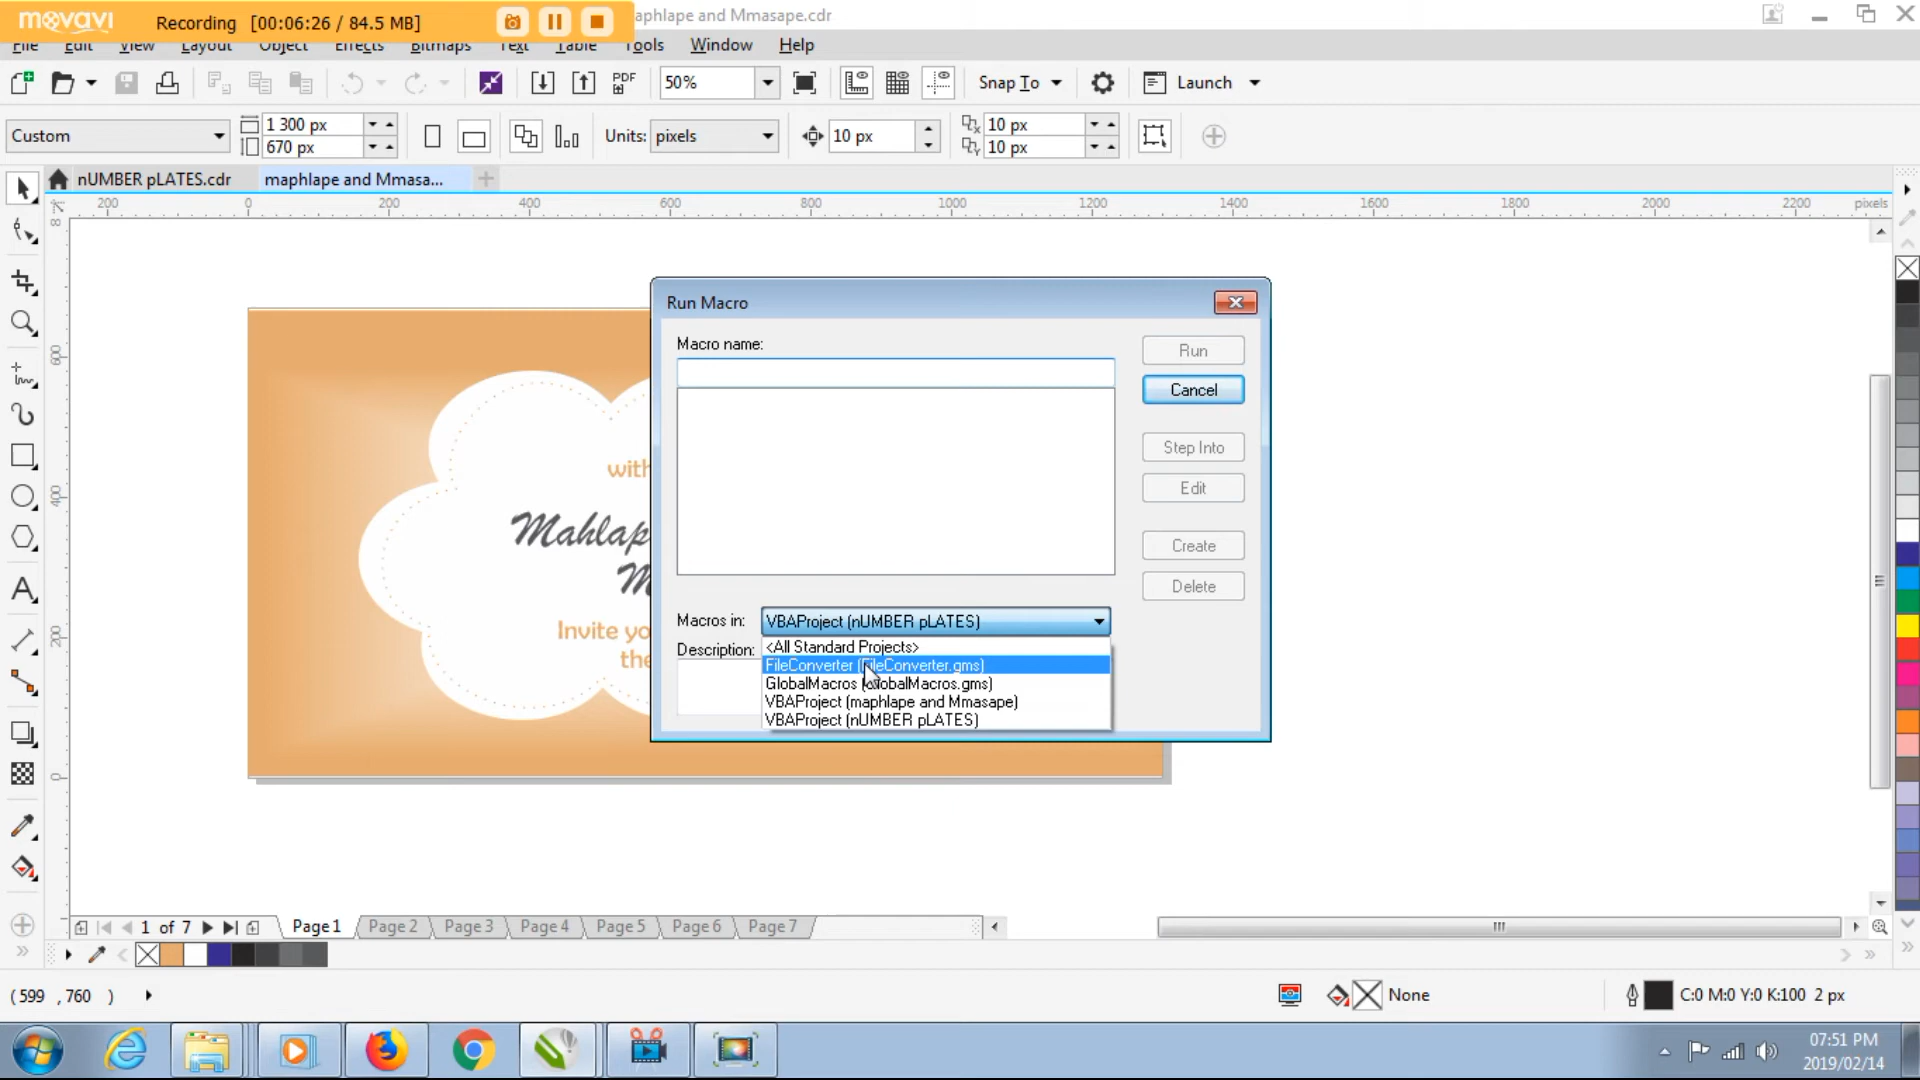 movavi Recording [00:06:26 / 84.5 MB] maphlape and Mmasape.cdr
File Edit View Layout Object Effects Bitmaps Text Table Tools Window Help
PDF 50% Snap To Launch
Custom 1 300 px 670 px Units: pixels 10 px 10 px 10 px
nUMBER pLATES.cdr maphlape and Mmasa...
200 0 200 400 600 800 1000 1200 1400 1600 1800 2000 2200 pixels
600
400
200
0
with
Mahlap
M
Invite yo
the
Run Macro
Macro name:
Run
Cancel
Step Into
Edit
Create
Delete
Macros in: VBAProject (nUMBER pLATES)
<All Standard Projects>
Description:
FileConverter (FileConverter.gms)
GlobalMacros (GlobalMacros.gms)
VBAProject (maphlape and Mmasape)
VBAProject (nUMBER pLATES)
1 of 7 Page 1 Page 2 Page 3 Page 4 Page 5 Page 6 Page 7
(599 ,760 ) None C:0 M:0 Y:0 K:100 2 px
07:51 PM
2019/02/14